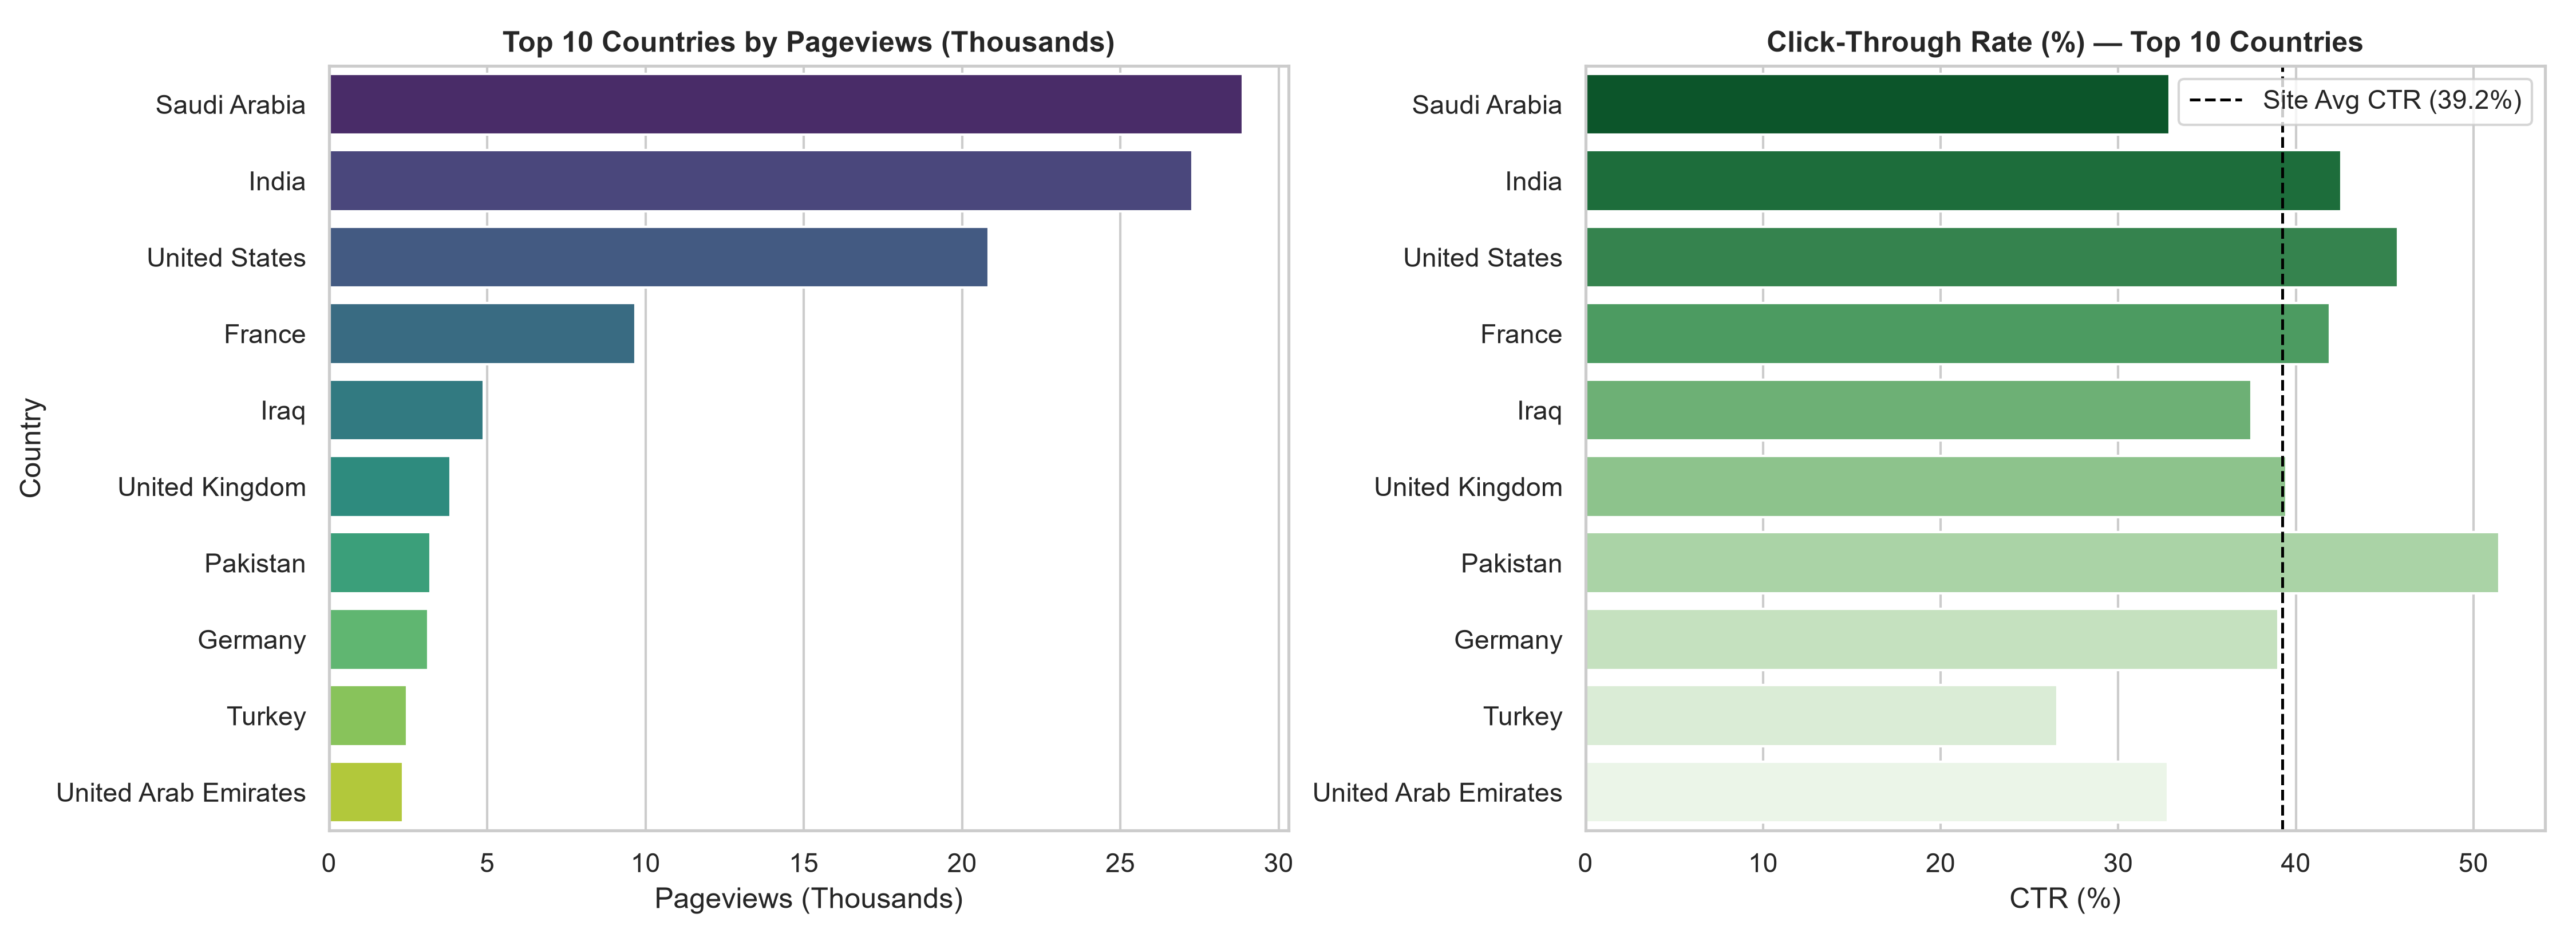 Top 10 Countries by Pageviews (Thousands)
Country
Saudi Arabia
India
United States
France
Iraq
United Kingdom
Pakistan
Germany
Turkey
United Arab Emirates
0 5 10 15 20 25 30
Pageviews (Thousands)
Click-Through Rate (%) — Top 10 Countries
Site Avg CTR (39.2%)
Saudi Arabia
India
United States
France
Iraq
United Kingdom
Pakistan
Germany
Turkey
United Arab Emirates
0 10 20 30 40 50
CTR (%)